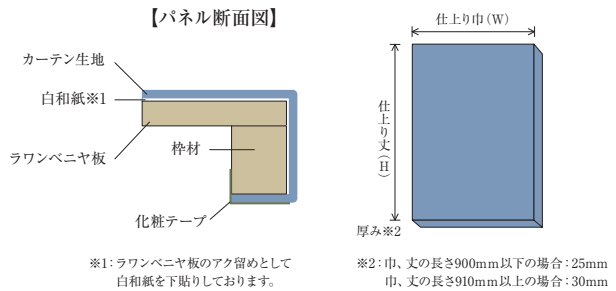 【パネル断面図】
カーテン生地
白和紙※1
ラワンベニヤ板
枠材
化粧テープ
※1：ラワンベニヤ板のアク留めとして
白和紙を下貼りしております。
仕上り巾（W）
仕上り丈（H）
厚み※2
※2：巾、丈の長さ900mm以下の場合：25mm
巾、丈の長さ910mm以上の場合：30mm